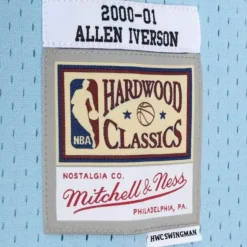 2000-01
ALLEN IVERSON
HARDWOOD
CLASSICS
NBA
NOSTALGIA CO.
Mitchell & Ness
PHILADELPHIA, PA.
HWC SWINGMAN